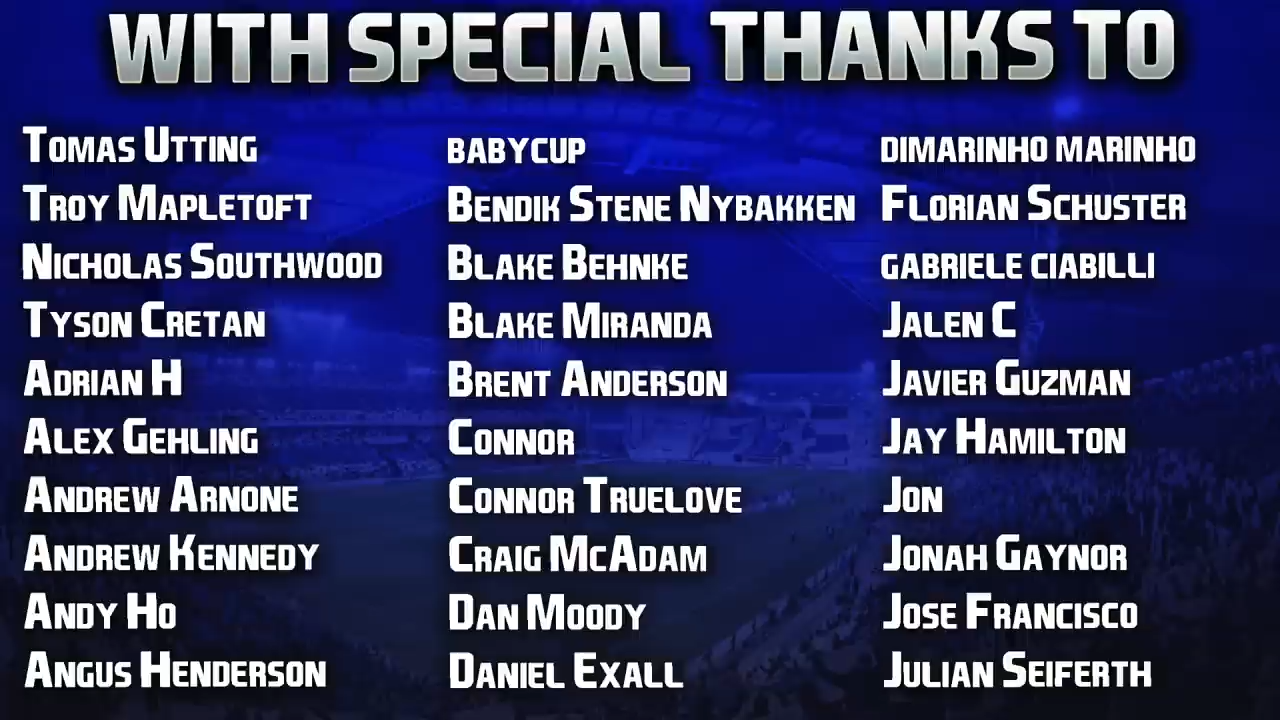 WITH SPECIAL THANKS TO
Tomas Utting
Troy Mapletoft
Nicholas Southwood
Tyson Cretan
Adrian H
Alex Gehling
Andrew Arnone
Andrew Kennedy
Andy Ho
Angus Henderson
babycup
Bendik Stene Nybakken
Blake Behnke
Blake Miranda
Brent Anderson
Connor
Connor Truelove
Craig McAdam
Dan Moody
Daniel Exall
dimarinho marinho
Florian Schuster
gabriele ciabilli
Jalen C
Javier Guzman
Jay Hamilton
Jon
Jonah Gaynor
Jose Francisco
Julian Seiferth